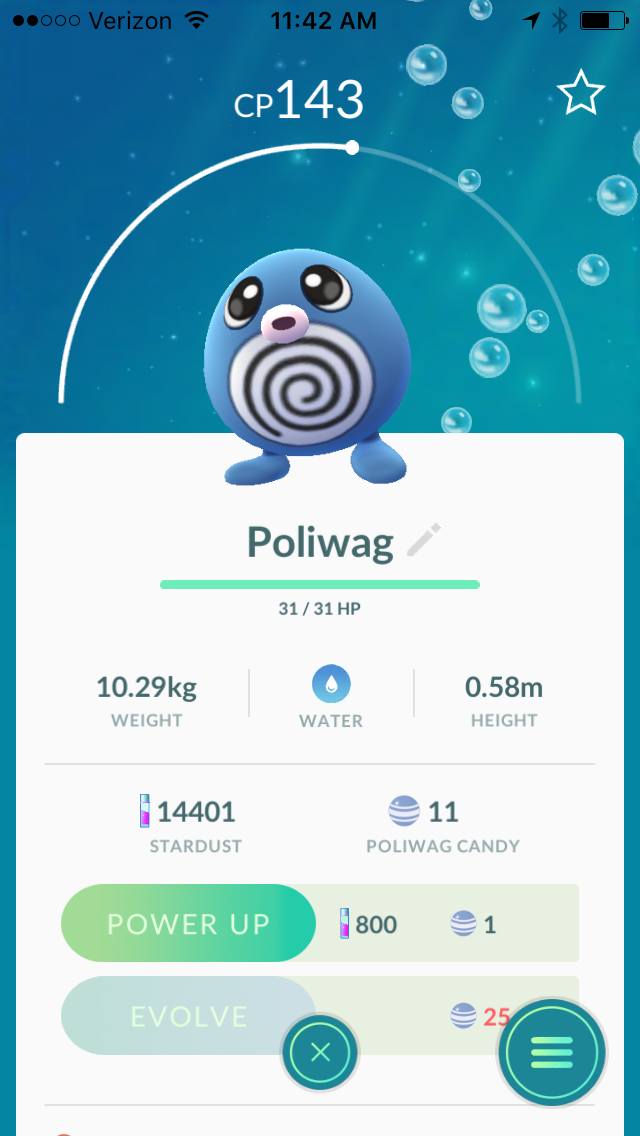 Verizon 11:42 AM
CP143
Poliwag
31 / 31 HP
10.29kg 0.58m
WEIGHT WATER HEIGHT
14401 11
STARDUST POLIWAG CANDY
POWER UP 800 1
EVOLVE 25